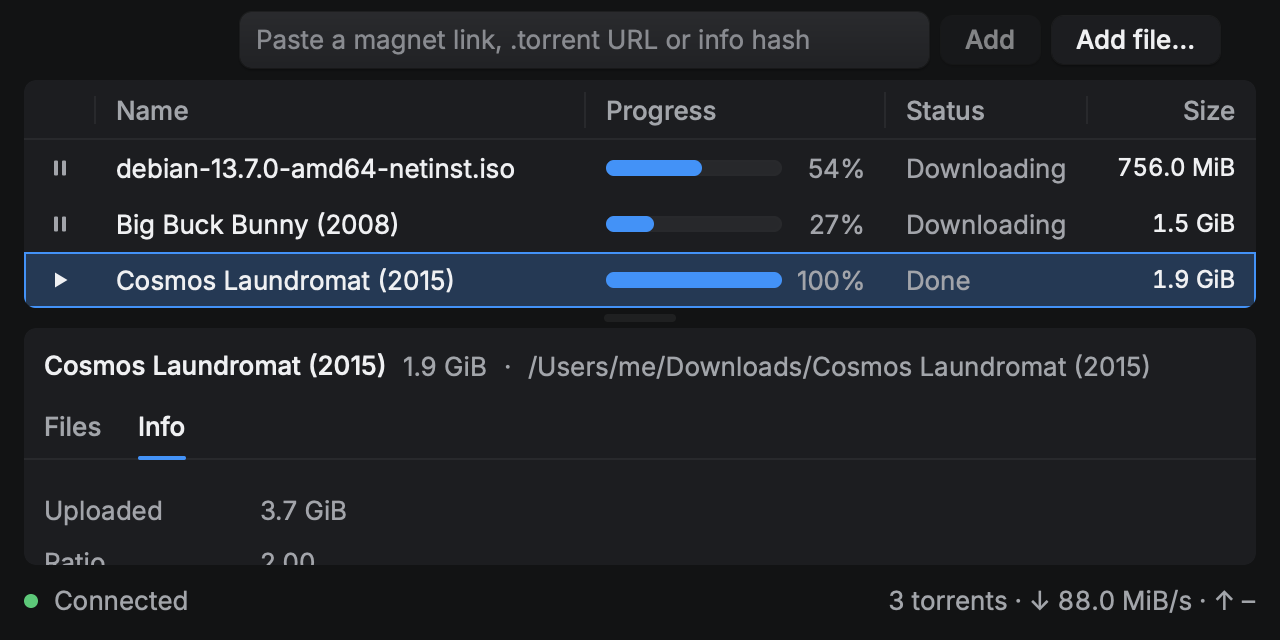 Paste a magnet link, .torrent URL or info hash Add Add file...
Name Progress Status Size
debian-13.7.0-amd64-netinst.iso 54% Downloading 756.0 MiB
Big Buck Bunny (2008) 27% Downloading 1.5 GiB
Cosmos Laundromat (2015) 100% Done 1.9 GiB
Cosmos Laundromat (2015) 1.9 GiB · /Users/me/Downloads/Cosmos Laundromat (2015)
Files Info
Uploaded 3.7 GiB
Ratio 2.00
Connected 3 torrents · ↓ 88.0 MiB/s · ↑ –